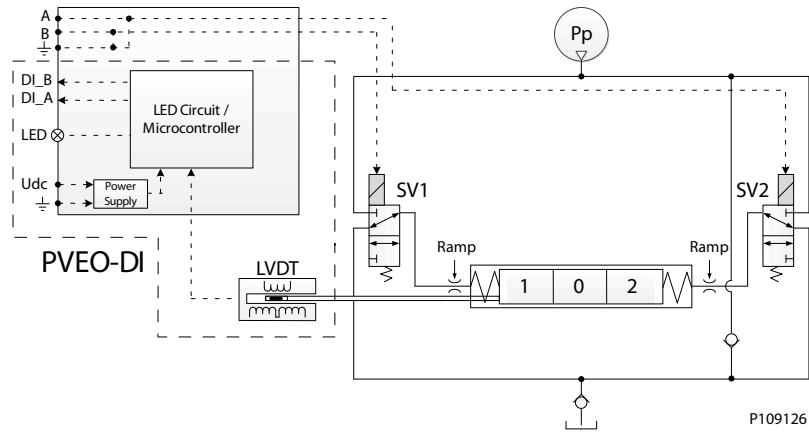 A
B
DI_B
DI_A
LED
Udc
LED Circuit /
Microcontroller
Power
Supply
PVEO-DI
LVDT
Pp
SV1
SV2
Ramp
Ramp
1 0 2
P109126